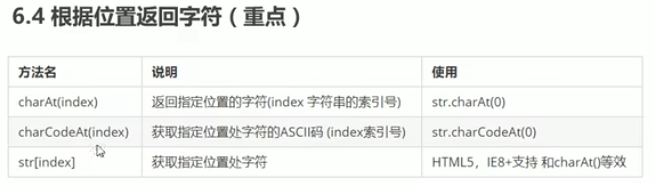 6.4 根据位置返回字符（重点）
方法名 说明 使用
charAt(index) 返回指定位置的字符(index 字符串的索引号) str.charAt(0)
charCodeAt(index) 获取指定位置处字符的ASCII码 (index索引号) str.charCodeAt(0)
str[index] 获取指定位置处字符 HTML5，IE8+支持 和charAt()等效